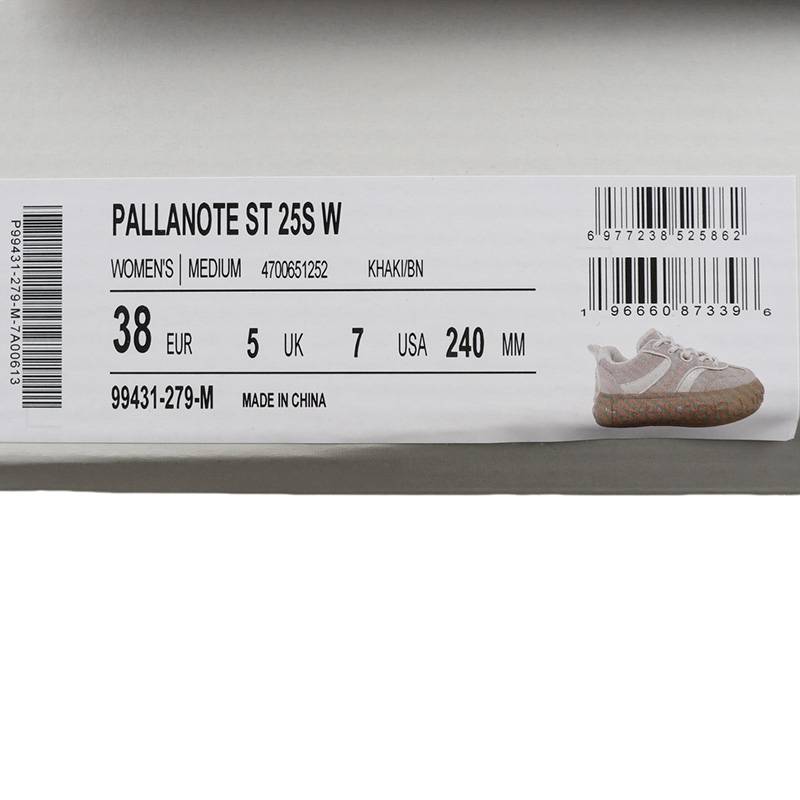 PALLANOTE ST 25S W
WOMEN'S | MEDIUM 4700651252 KHAKI/BN
38 EUR 5 UK 7 USA 240 MM
99431-279-M MADE IN CHINA
P99431-279-M-7A00613
6 977238 525862
1 96660 87339 6